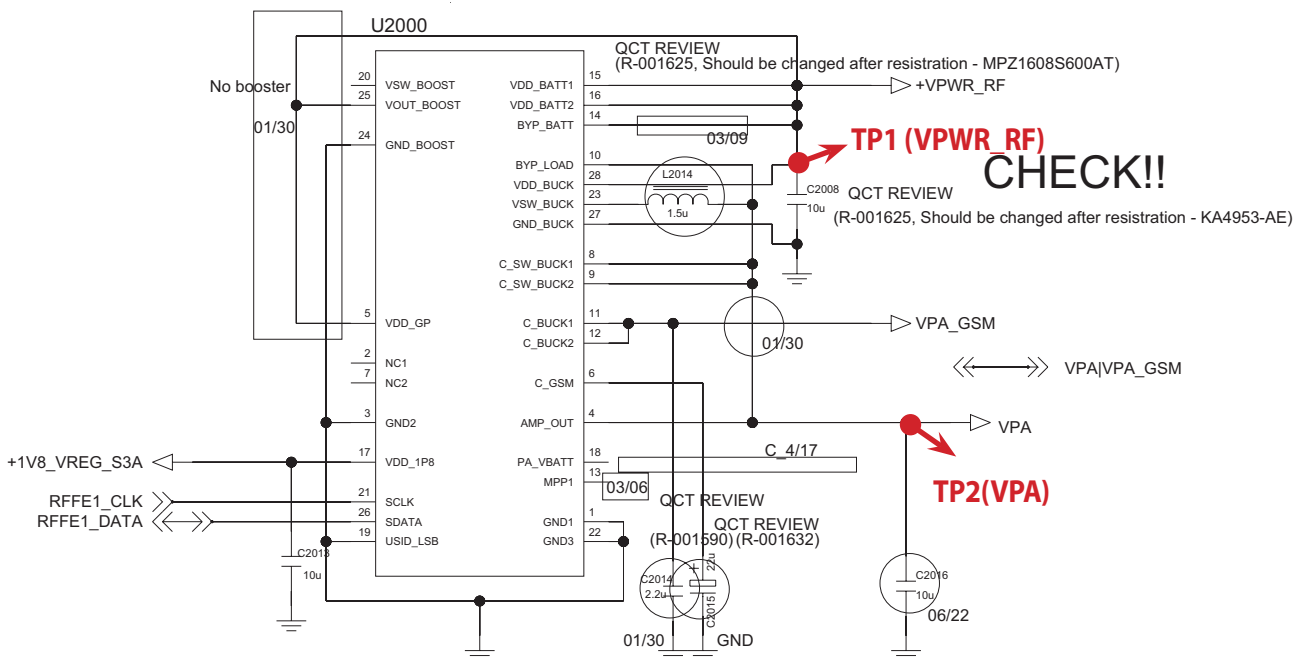 U2000
QCT REVIEW
(R-001625, Should be changed after resistration - MPZ1608S600AT)
No booster
01/30
20 VSW_BOOST
25 VOUT_BOOST
24 GND_BOOST
5 VDD_GP
2 NC1
7 NC2
3 GND2
17 VDD_1P8
21 SCLK
26 SDATA
19 USID_LSB
VDD_BATT1 15
VDD_BATT2 16
BYP_BATT 14
BYP_LOAD 10
VDD_BUCK 28
VSW_BUCK 23
GND_BUCK 27
C_SW_BUCK1 8
C_SW_BUCK2 9
C_BUCK1 11
C_BUCK2 12
C_GSM 6
AMP_OUT 4
PA_VBATT 18
MPP1 13
GND1 1
GND3 22
+VPWR_RF
03/09
TP1 (VPWR_RF)
CHECK!!
L2014
1.5u
C2008
10u
QCT REVIEW
(R-001625, Should be changed after resistration - KA4953-AE)
VPA_GSM
01/30
VPA|VPA_GSM
VPA
C_4/17
TP2(VPA)
03/06
QCT REVIEW
(R-001590)
QCT REVIEW
(R-001632)
+1V8_VREG_S3A
RFFE1_CLK
RFFE1_DATA
C2013
10u
C2014
2.2u
+
22u
C2015
C2016
10u
06/22
01/30
GND